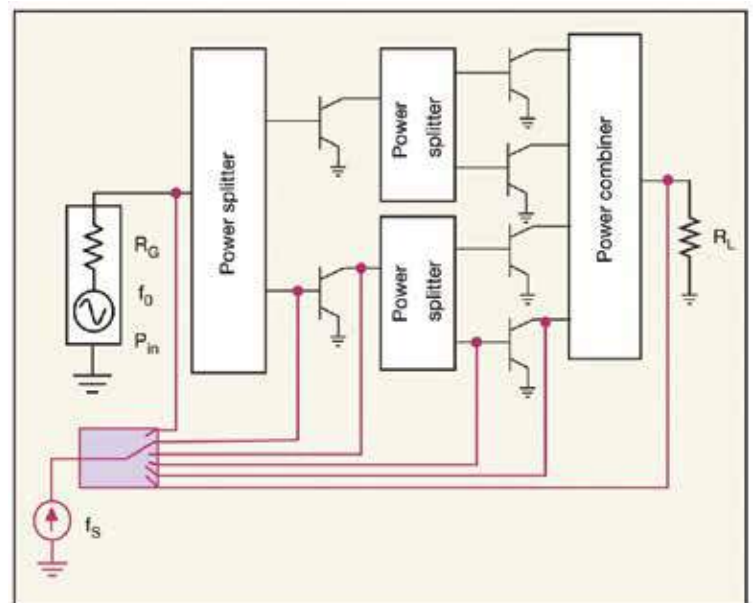 Power splitter
Power
splitter
Power combiner
R_G
f_0
P_in
Power
splitter
R_L
f_S